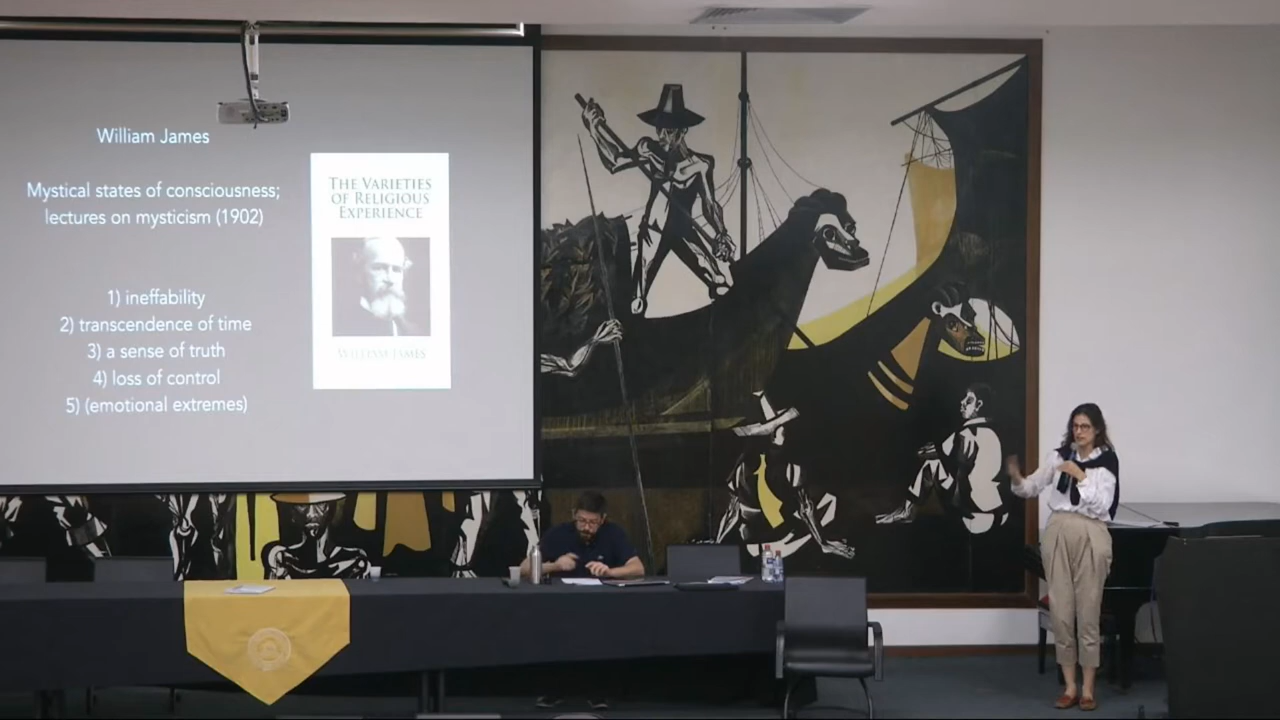 William James
Mystical states of consciousness;
lectures on mysticism (1902)
1) ineffability
2) transcendence of time
3) a sense of truth
4) loss of control
5) (emotional extremes)
THE VARIETIES
OF RELIGIOUS
EXPERIENCE
WILLIAM JAMES